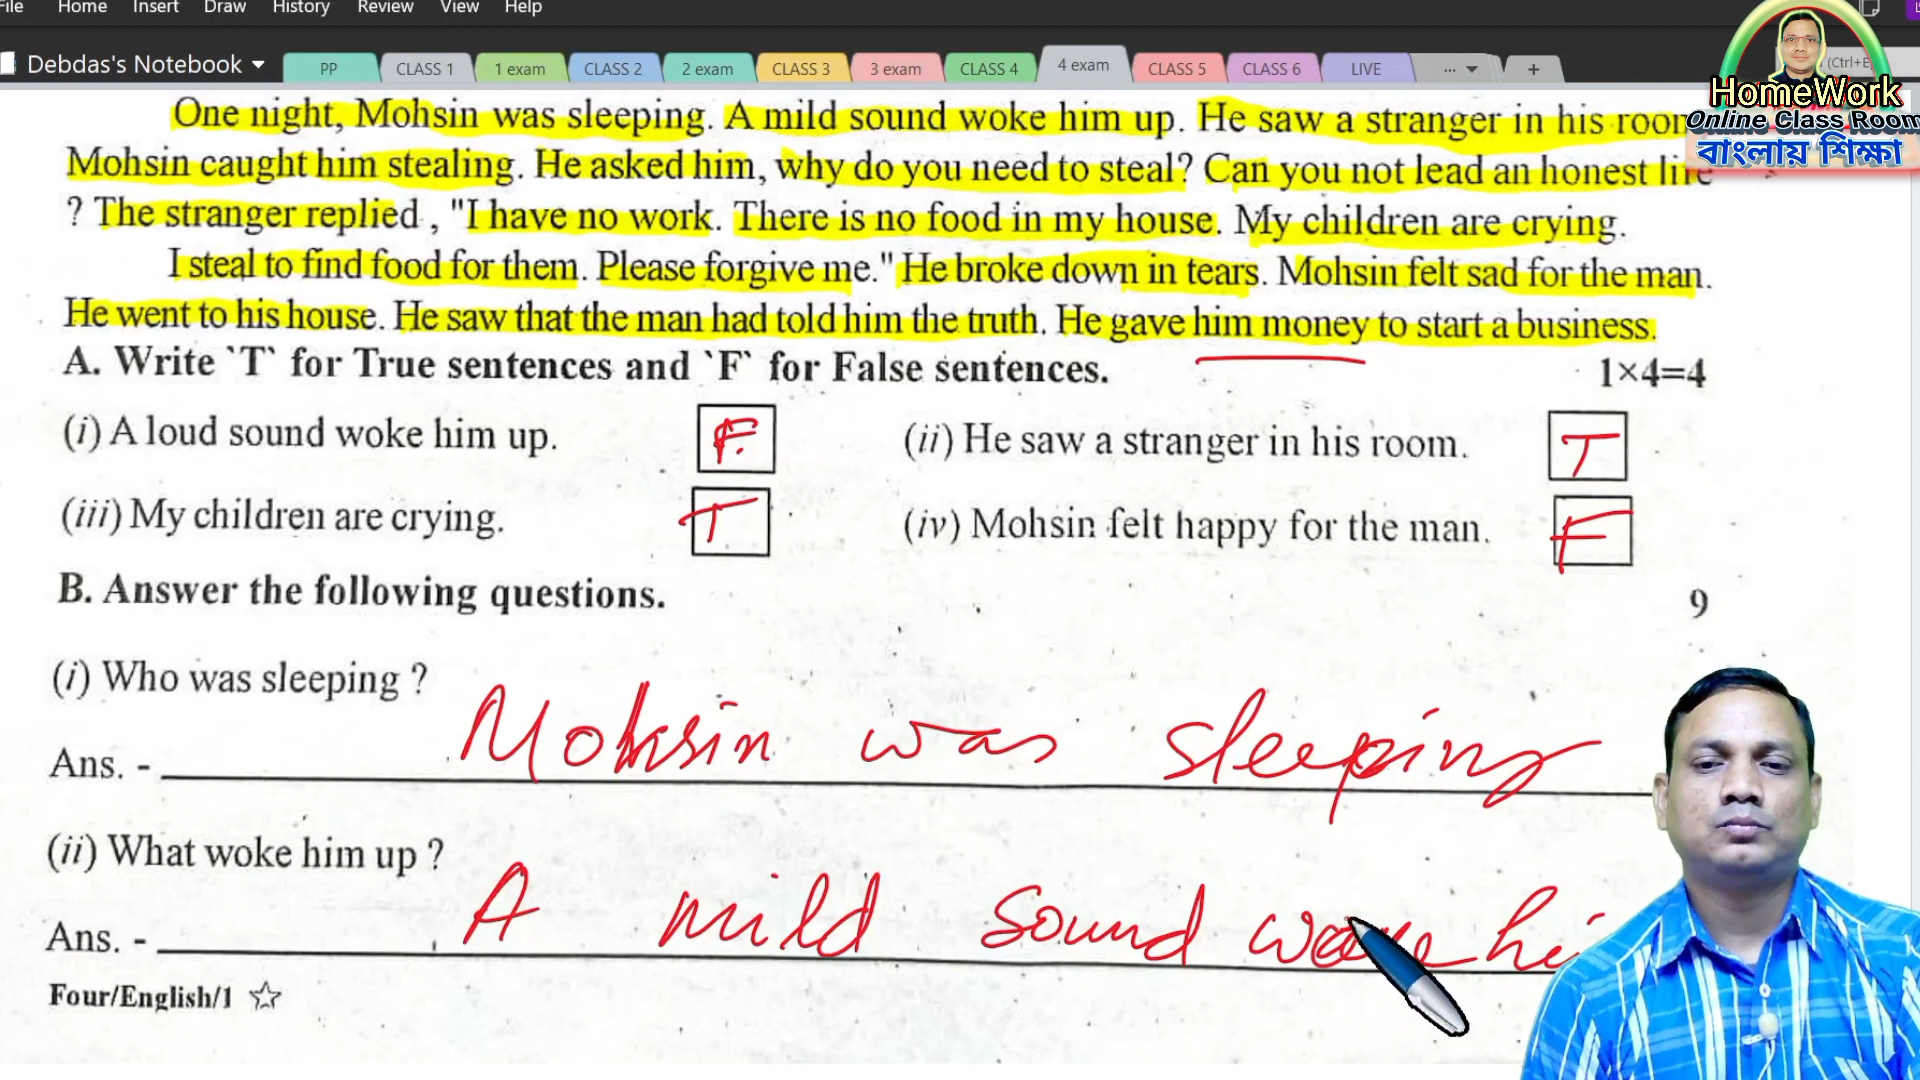 File Home Insert Draw History Review View Help
Debdas's Notebook PP CLASS 1 1 exam CLASS 2 2 exam CLASS 3 3 exam CLASS 4 4 exam CLASS 5 CLASS 6 LIVE ... + (Ctrl+E)
HomeWork
Online Class Room
বাংলায় শিক্ষা
One night, Mohsin was sleeping. A mild sound woke him up. He saw a stranger in his room
Mohsin caught him stealing. He asked him, why do you need to steal? Can you not lead an honest life
? The stranger replied , "I have no work. There is no food in my house. My children are crying.
I steal to find food for them. Please forgive me." He broke down in tears. Mohsin felt sad for the man.
He went to his house. He saw that the man had told him the truth. He gave him money to start a business.
A. Write `T` for True sentences and `F` for False sentences. 1×4=4
(i) A loud sound woke him up. F. (ii) He saw a stranger in his room. T
(iii) My children are crying. T (iv) Mohsin felt happy for the man. F
B. Answer the following questions. 9
(i) Who was sleeping ?
Ans. - Mohsin was sleeping
(ii) What woke him up ?
Ans. - A mild sound woke hi
Four/English/1 ☆